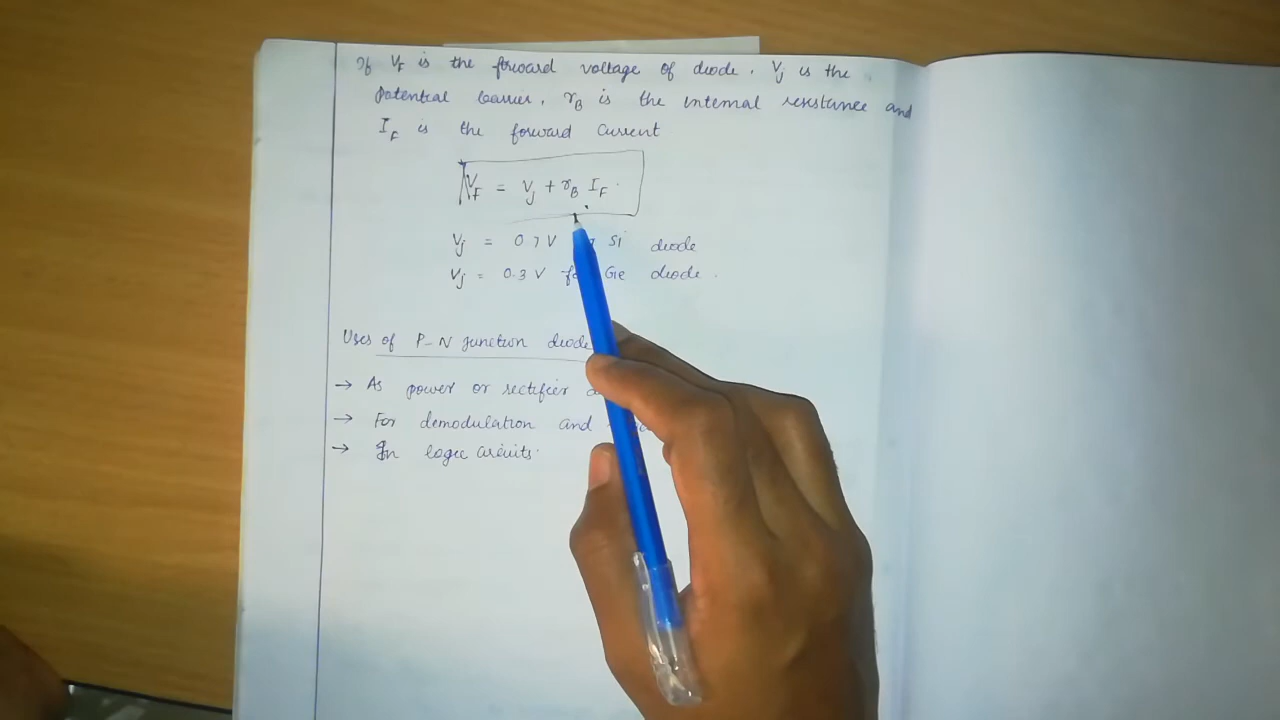 If VF is the forward voltage of diode. Vj is the
Potential barrier, rB is the internal resistance and
IF is the forward current
VF = Vj + rB IF
Vj = 0.7 V Si diode
Vj = 0.3 V for Ge diode.
Uses of P-N junction diode
→ As power or rectifier
→ For demodulation and
→ In logic circuits.